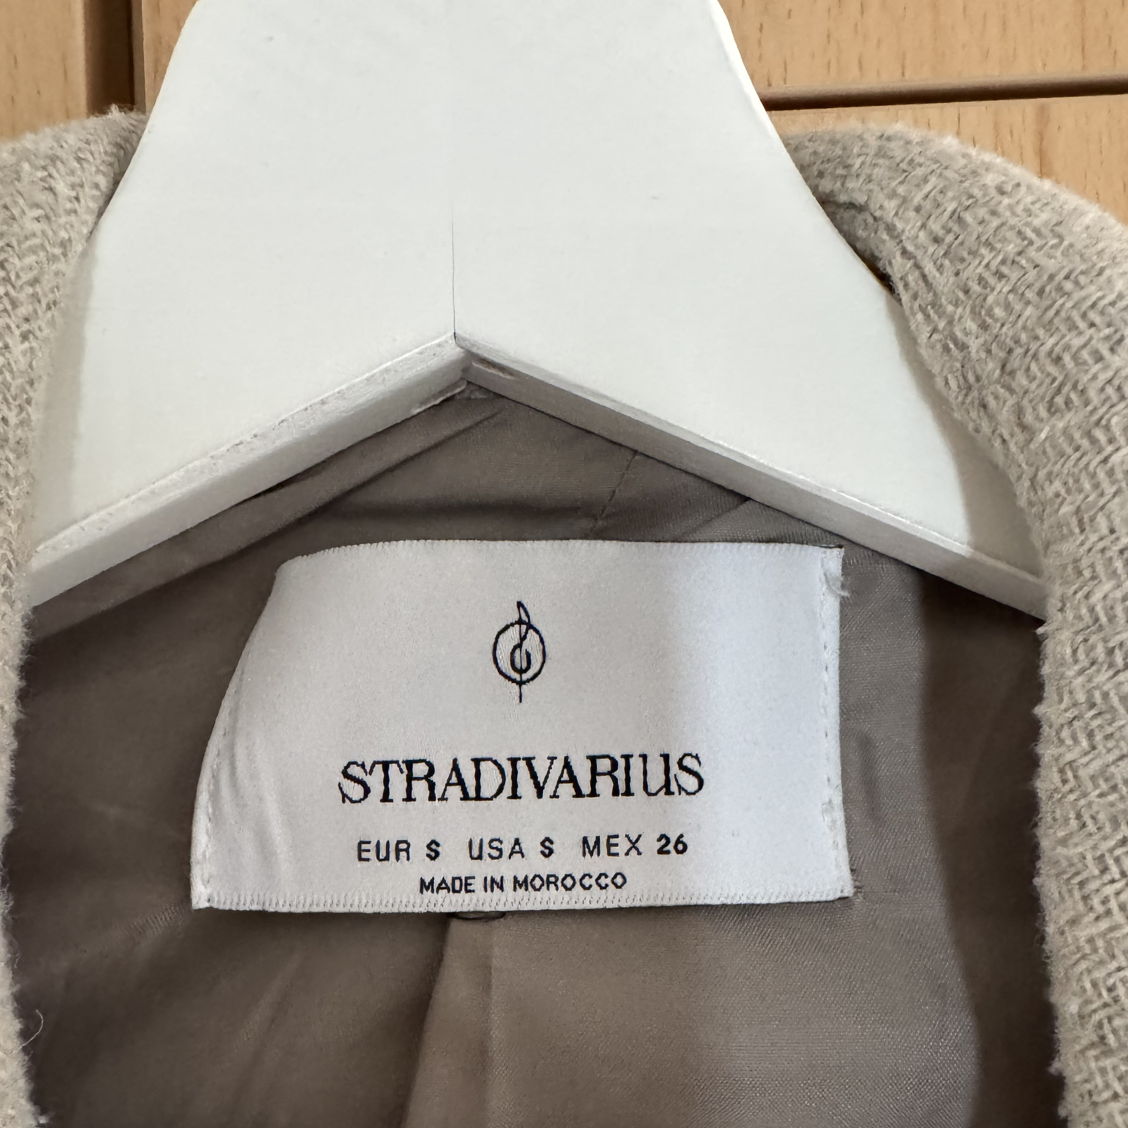 STRADIVARIUS
EUR S USA S MEX 26
MADE IN MOROCCO